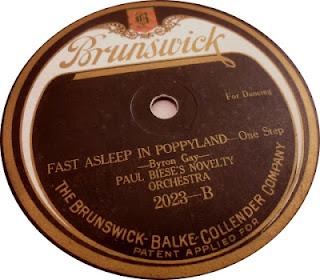 B
Brunswick
For Dancing
FAST ASLEEP IN POPPYLAND—One Step
—Byron Gay—
PAUL BIESE'S NOVELTY
ORCHESTRA
2023—B
THE BRUNSWICK-BALKE-COLLENDER COMPANY
PATENT APPLIED FOR